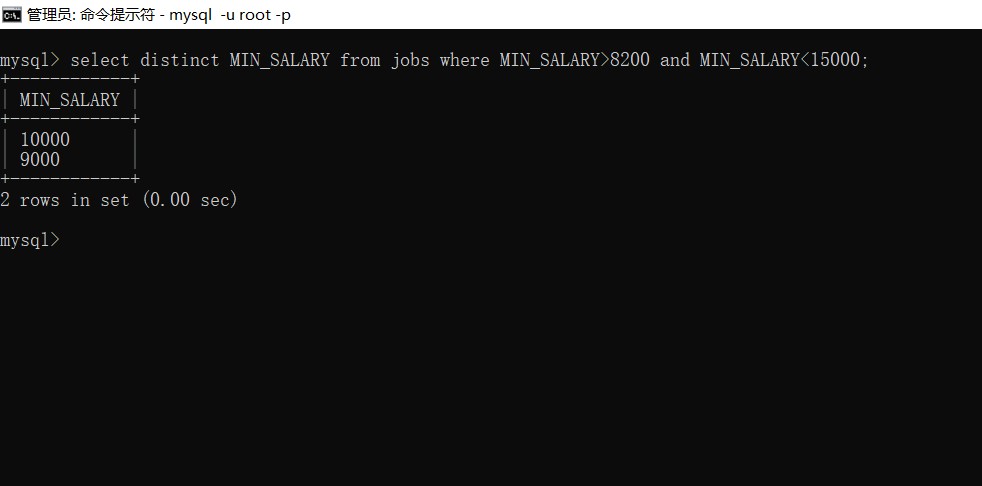 管理员: 命令提示符 - mysql  -u root -p
mysql> select distinct MIN_SALARY from jobs where MIN_SALARY>8200 and MIN_SALARY<15000;
+------------+
| MIN_SALARY |
+------------+
| 10000      |
| 9000       |
+------------+
2 rows in set (0.00 sec)
mysql>